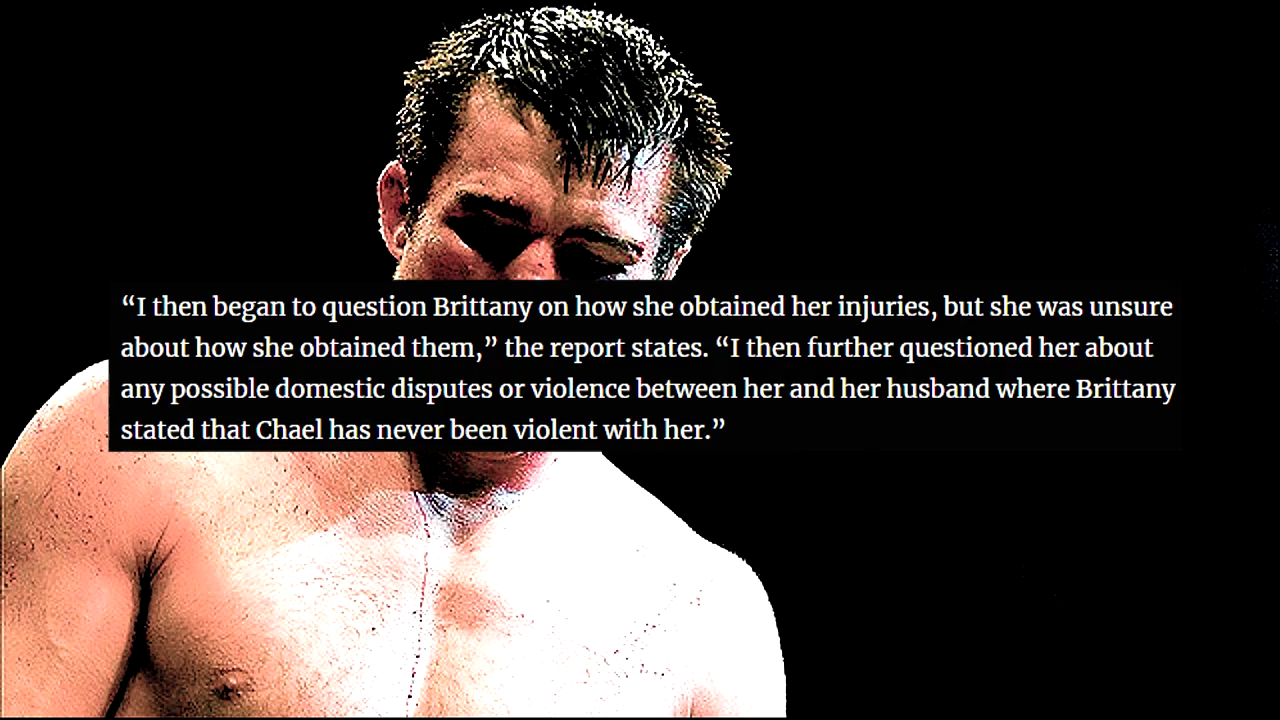 “I then began to question Brittany on how she obtained her injuries, but she was unsure
about how she obtained them,” the report states. “I then further questioned her about
any possible domestic disputes or violence between her and her husband where Brittany
stated that Chael has never been violent with her.”